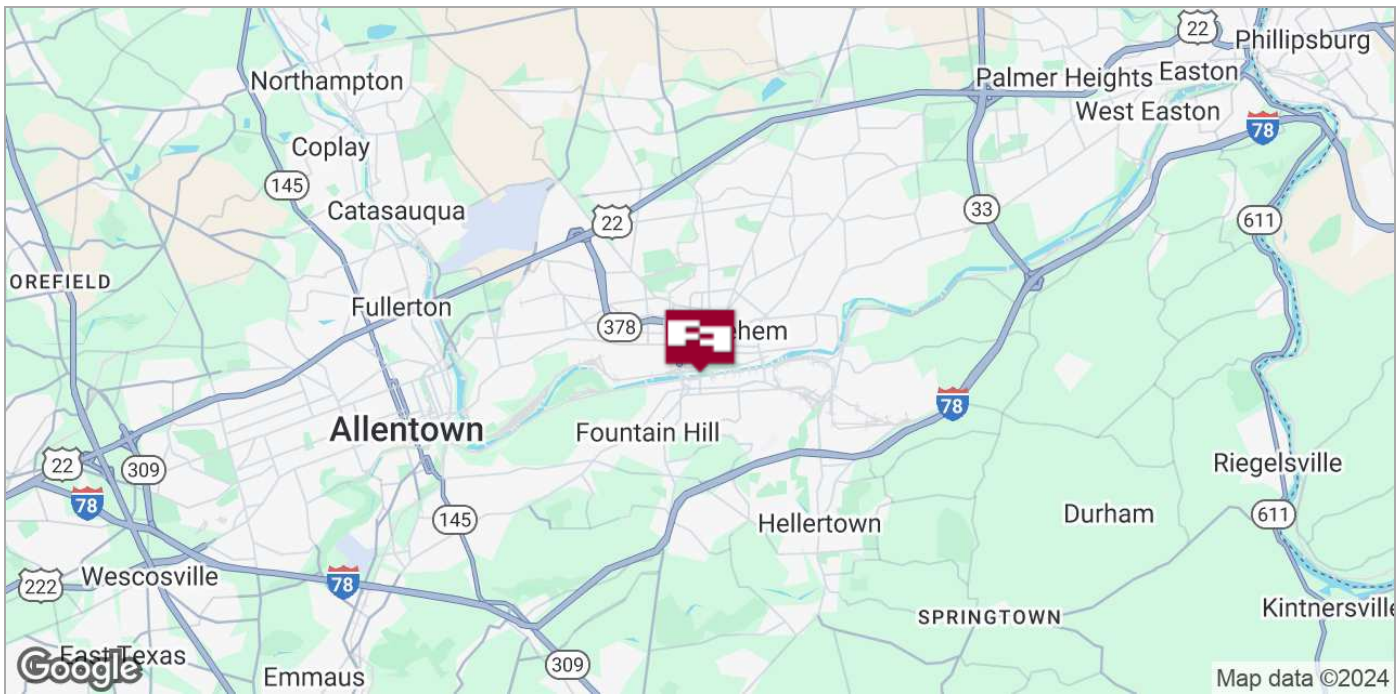 22
Phillipsburg
Northampton
Palmer Heights
Easton
West Easton
78
Coplay
145
Catasauqua
33
22
611
OREFIELD
Fullerton
378
hem
78
Allentown
Fountain Hill
22
309
Riegelsville
78
145
Hellertown
Durham
611
222
Wescosville
78
SPRINGTOWN
Kintnersville
East Texas
Google
Emmaus
309
Map data ©2024